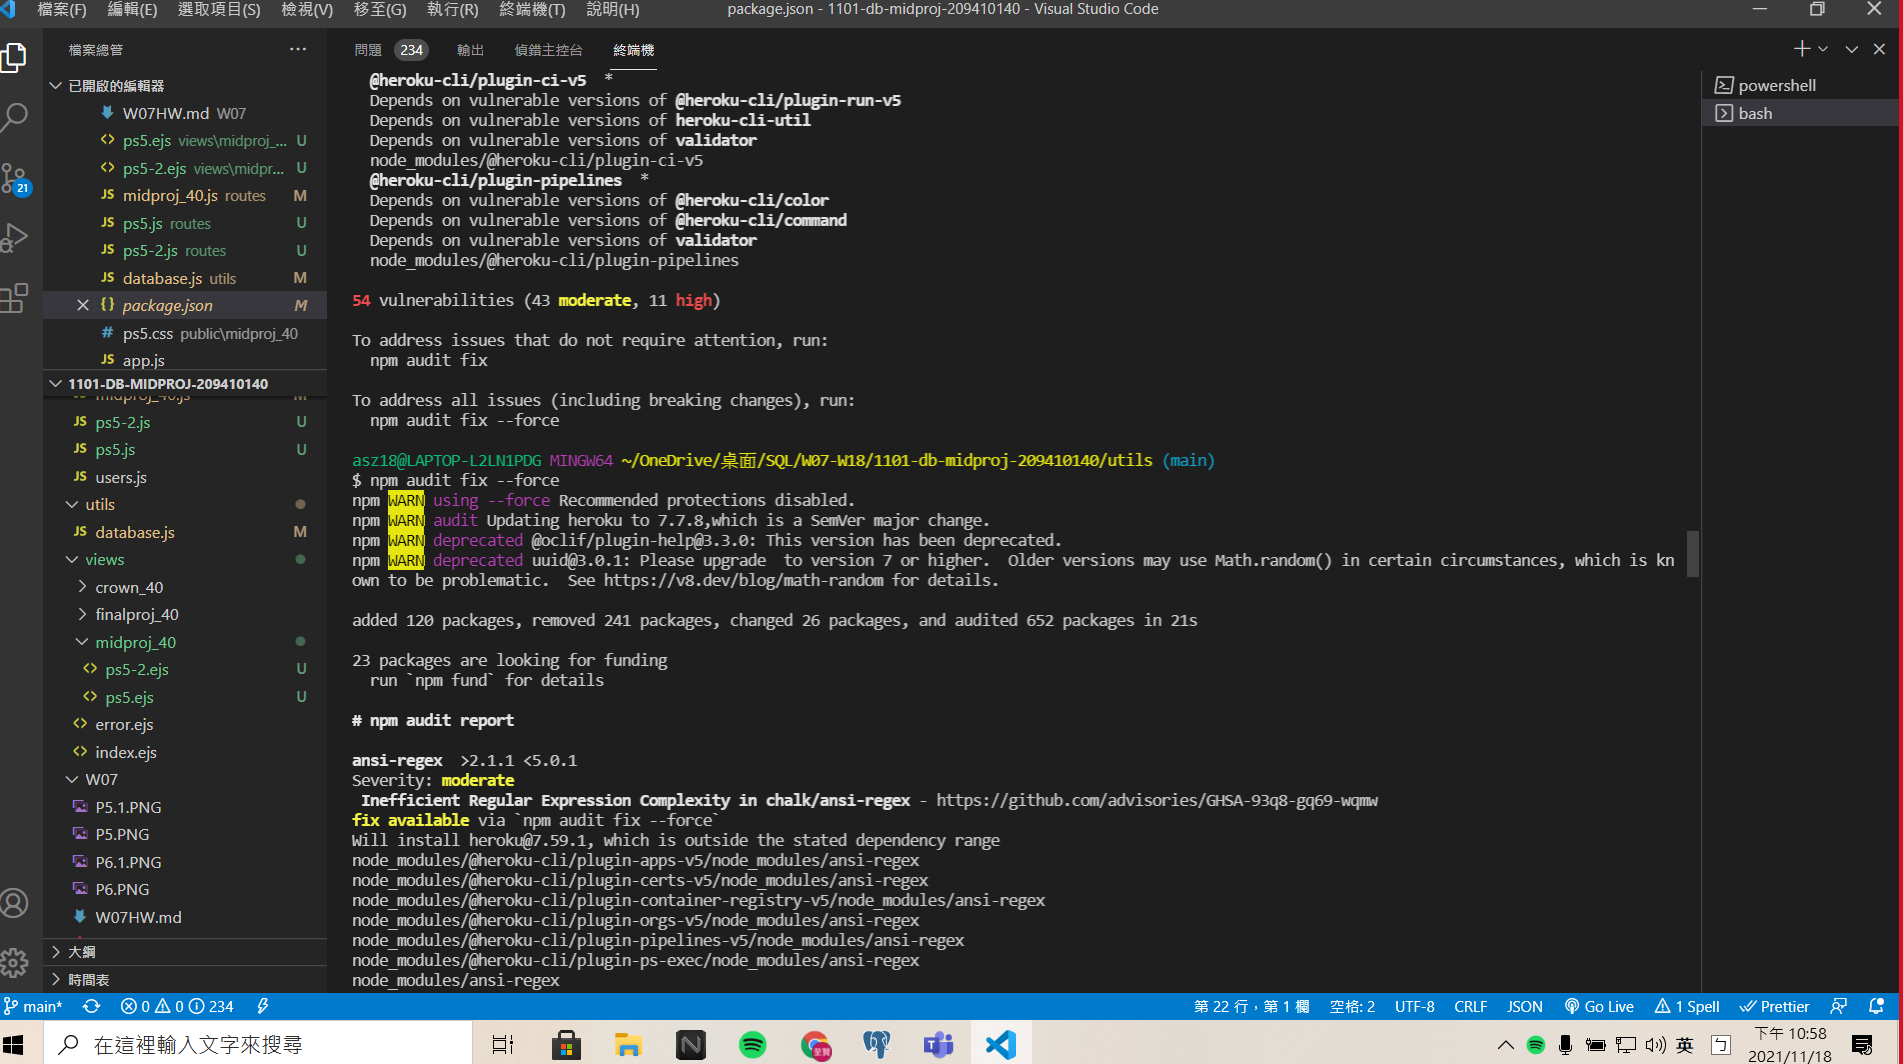 檔案(F) 編輯(E) 選取項目(S) 檢視(V) 移至(G) 執行(R) 終端機(T) 說明(H) package.json - 1101-db-midproj-209410140 - Visual Studio Code
檔案總管 ···
已開啟的編輯器
W07HW.md W07
ps5.ejs views\midproj_... U
ps5-2.ejs views\midpr... U
JS midproj_40.js routes M
JS ps5.js routes U
JS ps5-2.js routes U
JS database.js utils M
{} package.json M
# ps5.css public\midproj_40
JS app.js
1101-DB-MIDPROJ-209410140
midproj_40.js M
JS ps5-2.js U
JS ps5.js U
JS users.js
utils
JS database.js M
views
crown_40
finalproj_40
midproj_40
ps5-2.ejs U
ps5.ejs U
error.ejs
index.ejs
W07
P5.1.PNG
P5.PNG
P6.1.PNG
P6.PNG
W07HW.md
大綱
時間表
21
問題 234 輸出 偵錯主控台 終端機
@heroku-cli/plugin-ci-v5 *
Depends on vulnerable versions of @heroku-cli/plugin-run-v5
Depends on vulnerable versions of heroku-cli-util
Depends on vulnerable versions of validator
node_modules/@heroku-cli/plugin-ci-v5
@heroku-cli/plugin-pipelines *
Depends on vulnerable versions of @heroku-cli/color
Depends on vulnerable versions of @heroku-cli/command
Depends on vulnerable versions of validator
node_modules/@heroku-cli/plugin-pipelines
54 vulnerabilities (43 moderate, 11 high)
To address issues that do not require attention, run:
npm audit fix
To address all issues (including breaking changes), run:
npm audit fix --force
asz18@LAPTOP-L2LN1PDG MINGW64 ~/OneDrive/桌面/SQL/W07-W18/1101-db-midproj-209410140/utils (main)
$ npm audit fix --force
npm WARN using --force Recommended protections disabled.
npm WARN audit Updating heroku to 7.7.8,which is a SemVer major change.
npm WARN deprecated @oclif/plugin-help@3.3.0: This version has been deprecated.
npm WARN deprecated uuid@3.0.1: Please upgrade  to version 7 or higher.  Older versions may use Math.random() in certain circumstances, which is kn
own to be problematic.  See https://v8.dev/blog/math-random for details.
added 120 packages, removed 241 packages, changed 26 packages, and audited 652 packages in 21s
23 packages are looking for funding
run `npm fund` for details
# npm audit report
ansi-regex  >2.1.1 <5.0.1
Severity: moderate
Inefficient Regular Expression Complexity in chalk/ansi-regex - https://github.com/advisories/GHSA-93q8-gq69-wqmw
fix available via `npm audit fix --force`
Will install heroku@7.59.1, which is outside the stated dependency range
node_modules/@heroku-cli/plugin-apps-v5/node_modules/ansi-regex
node_modules/@heroku-cli/plugin-certs-v5/node_modules/ansi-regex
node_modules/@heroku-cli/plugin-container-registry-v5/node_modules/ansi-regex
node_modules/@heroku-cli/plugin-orgs-v5/node_modules/ansi-regex
node_modules/@heroku-cli/plugin-pipelines-v5/node_modules/ansi-regex
node_modules/@heroku-cli/plugin-ps-exec/node_modules/ansi-regex
node_modules/ansi-regex
powershell
bash
main* 0 0 234 第 22 行，第 1 欄 空格: 2 UTF-8 CRLF JSON Go Live 1 Spell Prettier
在這裡輸入文字來搜尋 英 ㄅ 下午 10:58
2021/11/18